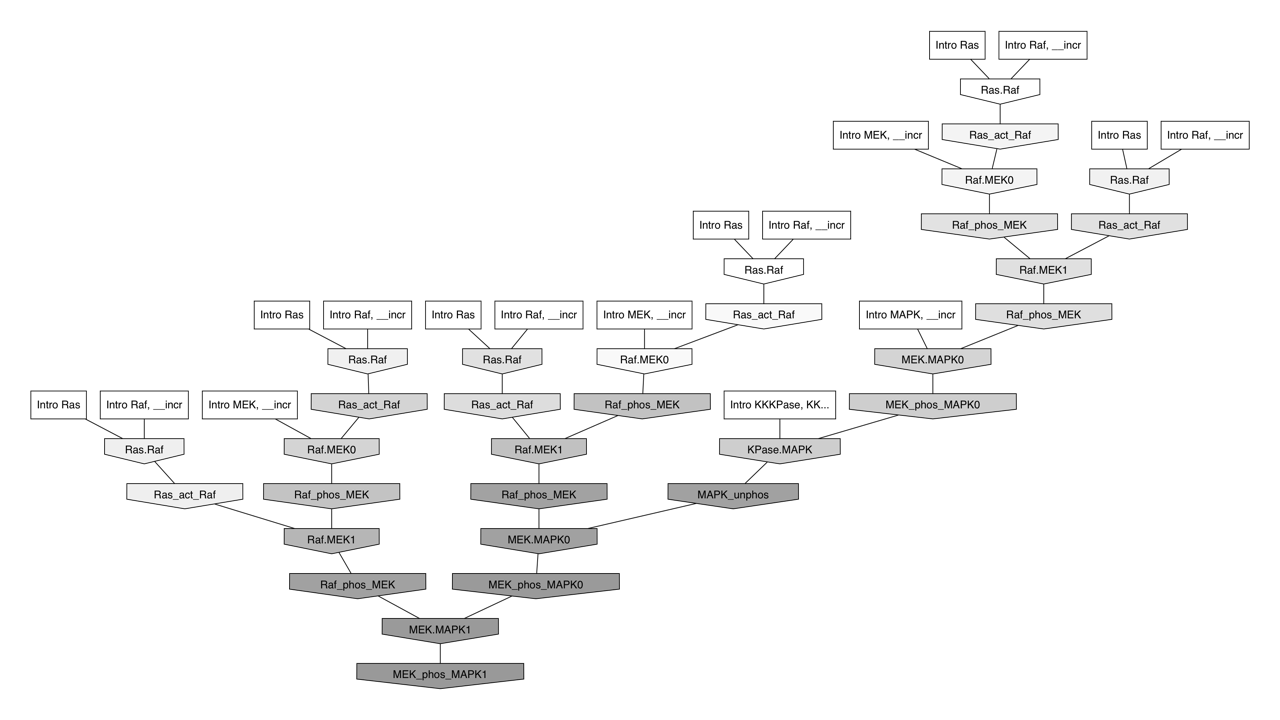 Intro Ras
Intro Raf, __incr
Ras.Raf
Intro MEK, __incr
Ras_act_Raf
Intro Ras
Intro Raf, __incr
Raf.MEK0
Ras.Raf
Intro Ras
Intro Raf, __incr
Raf_phos_MEK
Ras_act_Raf
Ras.Raf
Raf.MEK1
Intro Ras
Intro Raf, __incr
Intro Ras
Intro Raf, __incr
Intro MEK, __incr
Ras_act_Raf
Intro MAPK, __incr
Raf_phos_MEK
Ras.Raf
Ras.Raf
Raf.MEK0
MEK.MAPK0
Intro Ras
Intro Raf, __incr
Intro MEK, __incr
Ras_act_Raf
Ras_act_Raf
Raf_phos_MEK
Intro KKKPase, KK...
MEK_phos_MAPK0
Ras.Raf
Raf.MEK0
Raf.MEK1
KPase.MAPK
Ras_act_Raf
Raf_phos_MEK
Raf_phos_MEK
MAPK_unphos
Raf.MEK1
MEK.MAPK0
Raf_phos_MEK
MEK_phos_MAPK0
MEK.MAPK1
MEK_phos_MAPK1